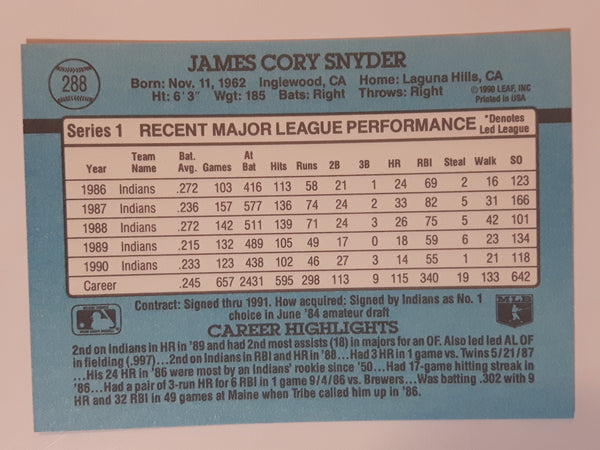 288
JAMES CORY SNYDER
Born: Nov. 11, 1962 Inglewood, CA Home: Laguna Hills, CA
Ht: 6'3" Wgt: 185 Bats: Right Throws: Right
©1990 LEAF, INC
Printed in USA
Series 1 RECENT MAJOR LEAGUE PERFORMANCE *Denotes Led League
Year Team Name Bat. Avg. Games At Bat Hits Runs 2B 3B HR RBI Steal Walk SO
1986 Indians .272 103 416 113 58 21 1 24 69 2 16 123
1987 Indians .236 157 577 136 74 24 2 33 82 5 31 166
1988 Indians .272 142 511 139 71 24 3 26 75 5 42 101
1989 Indians .215 132 489 105 49 17 0 18 59 6 23 134
1990 Indians .233 123 438 102 46 27 3 14 55 1 21 118
Career .245 657 2431 595 298 113 9 115 340 19 133 642
Contract: Signed thru 1991. How acquired: Signed by Indians as No. 1
choice in June '84 amateur draft
MLB
CAREER HIGHLIGHTS
2nd on Indians in HR in '89 and had 2nd most assists (18) in majors for an OF. Also led led AL OF
in fielding (.997)...2nd on Indians in RBI and HR in '88...Had 3 HR in 1 game vs. Twins 5/21/87
...His 24 HR in '86 were most by an Indians' rookie since '50...Had 17-game hitting streak in
'86...Had a pair of 3-run HR for 6 RBI in 1 game 9/4/86 vs. Brewers...Was batting .302 with 9
HR and 32 RBI in 49 games at Maine when Tribe called him up in '86.